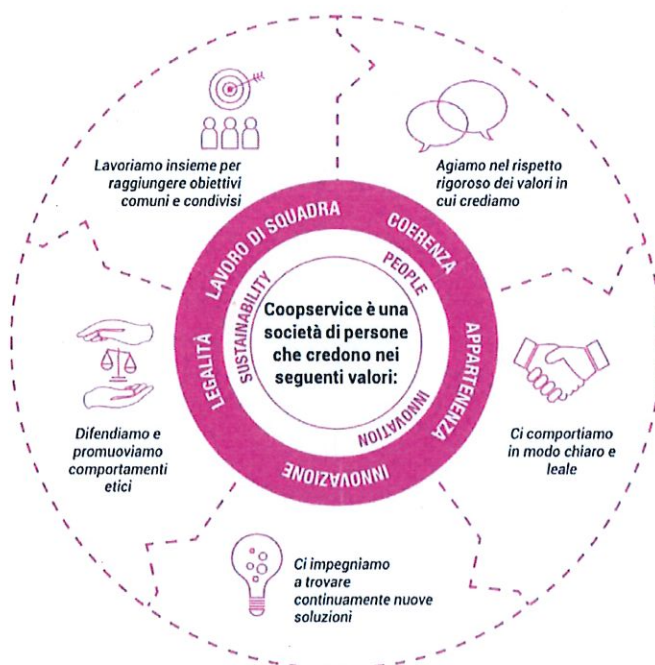 Lavoriamo insieme per
raggiungere obiettivi
comuni e condivisi
Agiamo nel rispetto
rigoroso dei valori in
cui crediamo
LAVORO DI SQUADRA
COERENZA
APPARTENENZA
INNOVAZIONE
LEGALITÀ
SUSTAINABILITY
PEOPLE
INNOVATION
Coopservice è una
società di persone
che credono nei
seguenti valori:
Difendiamo e
promuoviamo
comportamenti
etici
Ci comportiamo
in modo chiaro e
leale
Ci impegniamo
a trovare
continuamente nuove
soluzioni